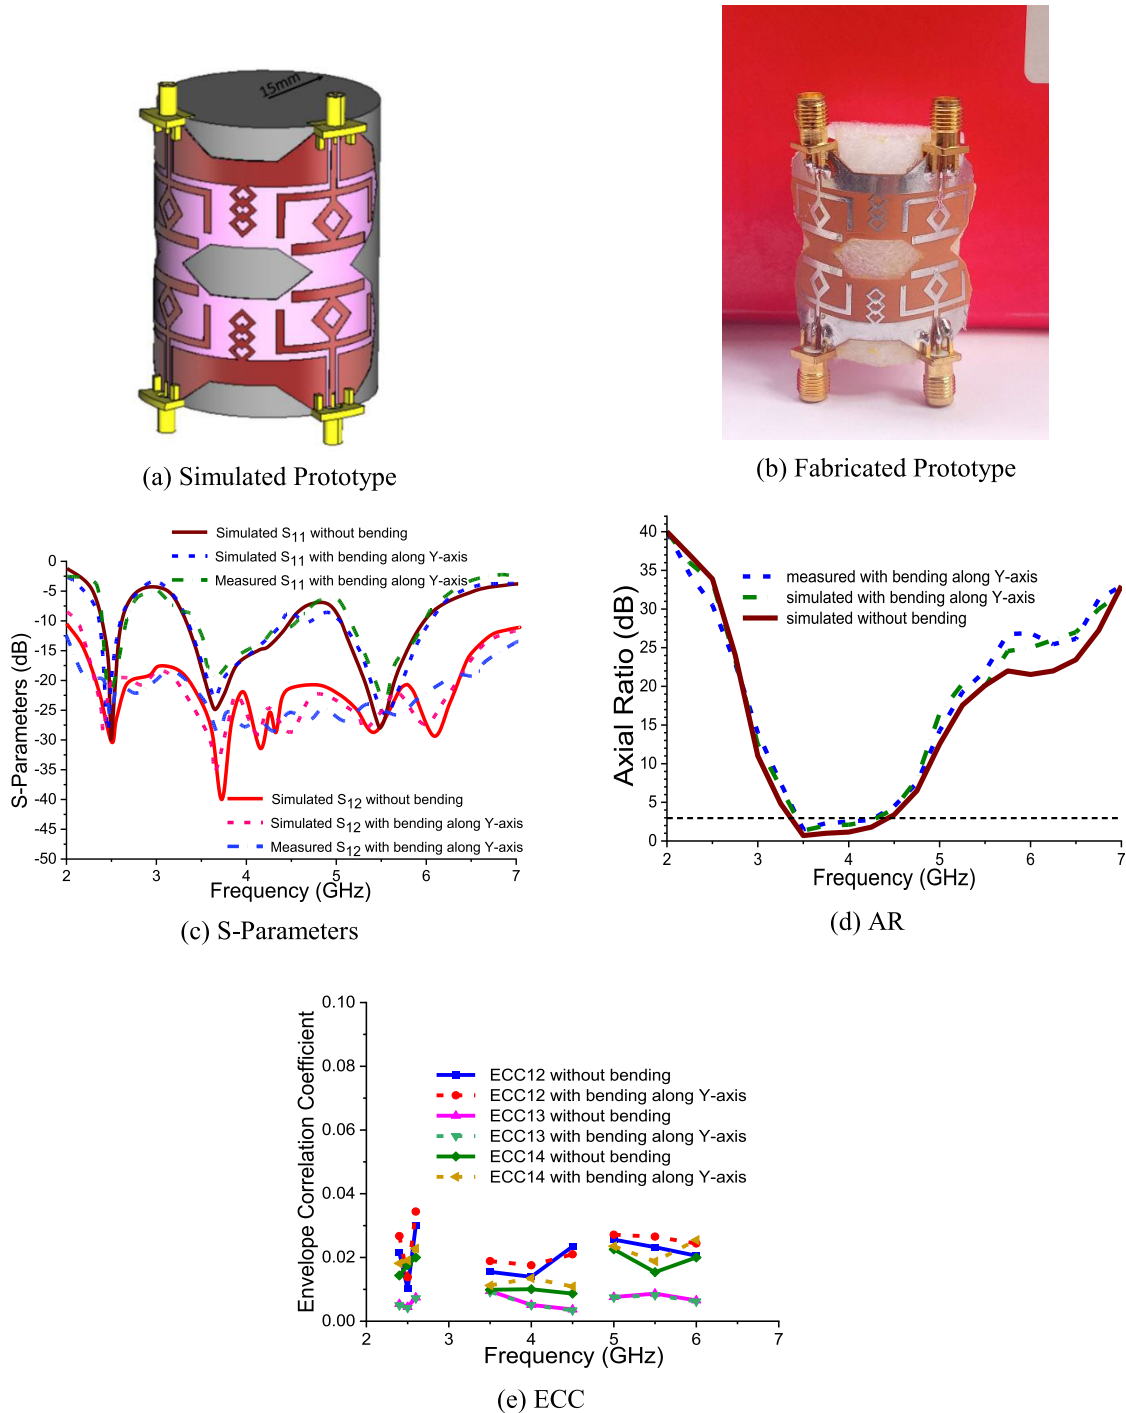 15mm
(a) Simulated Prototype
(b) Fabricated Prototype
Simulated S11 without bending
Simulated S11 with bending along Y-axis
Measured S11 with bending along Y-axis
0
-5
-10
-15
-20
-25
-30
-35
-40
-45
-50
S-Parameters (dB)
Simulated S12 without bending
Simulated S12 with bending along Y-axis
Measured S12 with bending along Y-axis
2 3 4 5 6 7
Frequency (GHz)
(c) S-Parameters
40
35
30
25
20
15
10
5
0
Axial Ratio (dB)
measured with bending along Y-axis
simulated with bending along Y-axis
simulated without bending
2 3 4 5 6 7
Frequency (GHz)
(d) AR
0.10
0.08
0.06
0.04
0.02
0.00
Envelope Correlation Coefficient
ECC12 without bending
ECC12 with bending along Y-axis
ECC13 without bending
ECC13 with bending along Y-axis
ECC14 without bending
ECC14 with bending along Y-axis
2 3 4 5 6 7
Frequency (GHz)
(e) ECC